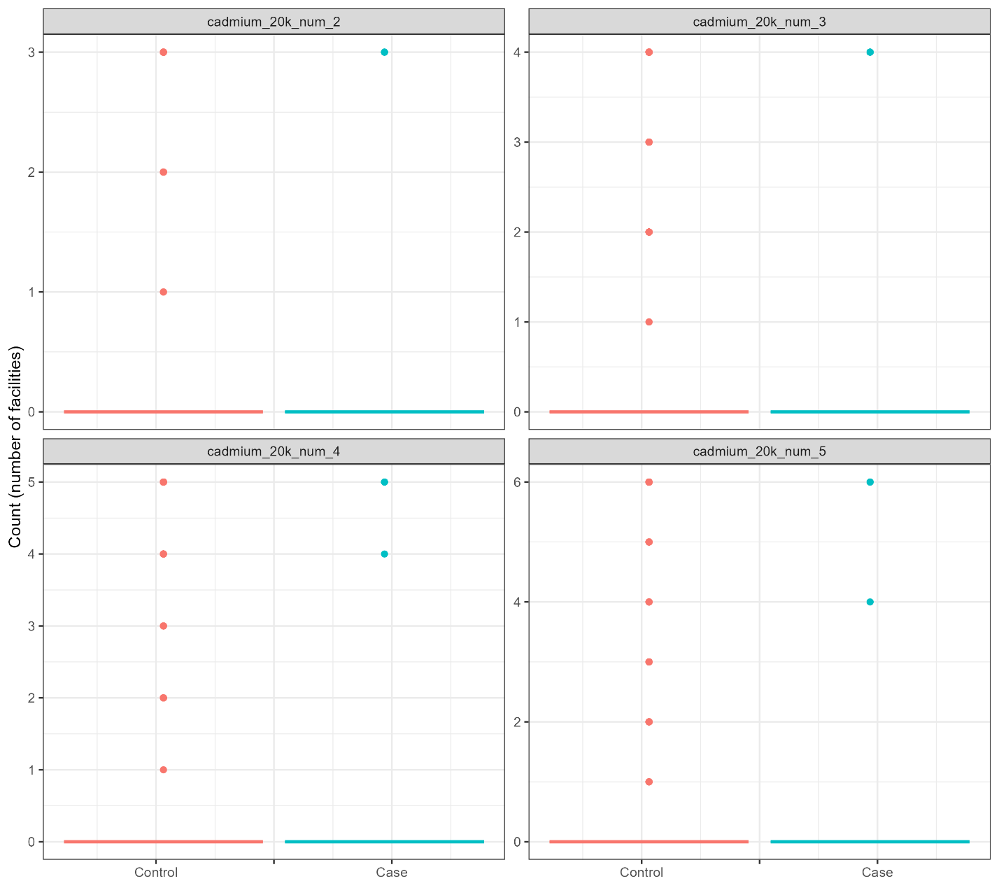 cadmium_20k_num_2
cadmium_20k_num_3
3
2
1
0
4
3
2
1
0
Count (number of facilities)
cadmium_20k_num_4
cadmium_20k_num_5
5
4
3
2
1
0
6
4
2
0
Control
Case
Control
Case